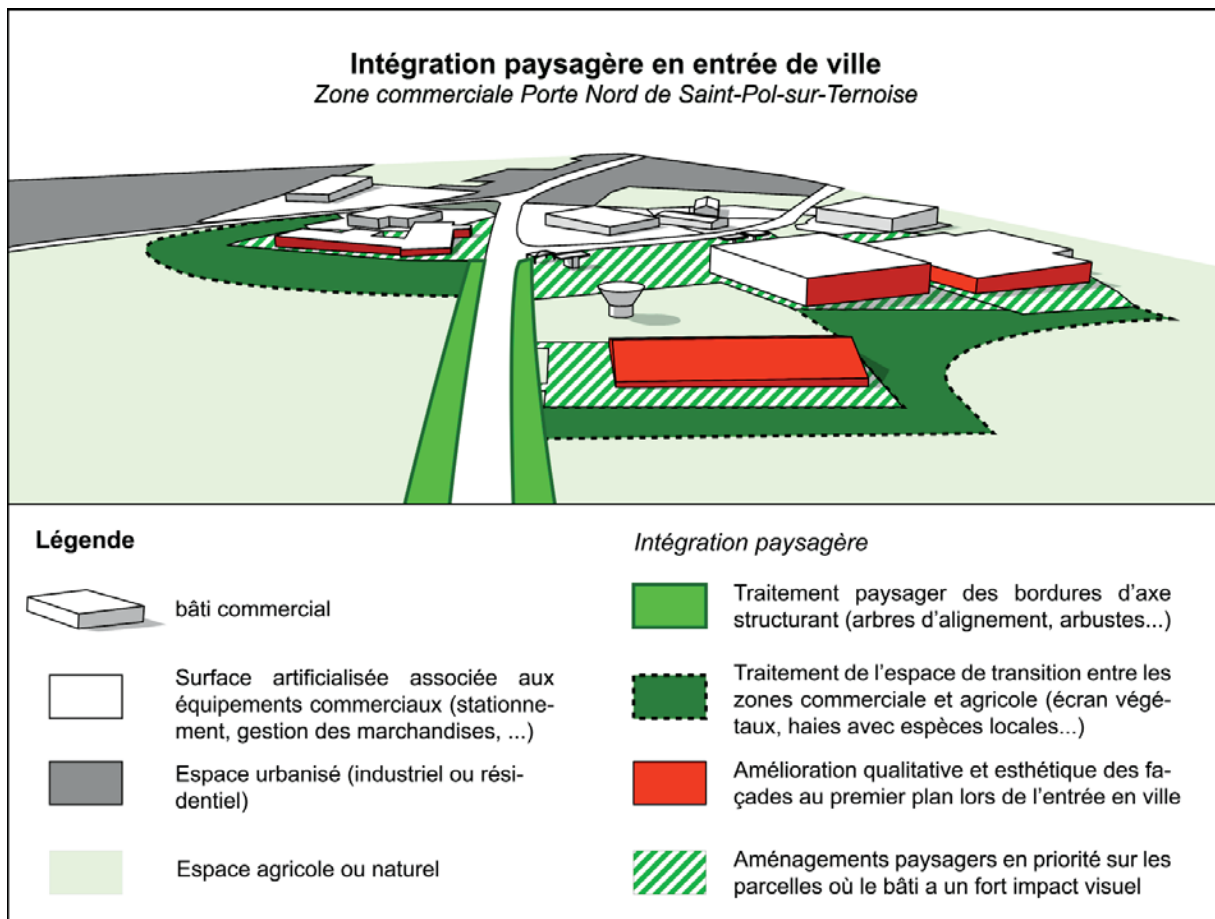 Intégration paysagère en entrée de ville
Zone commerciale Porte Nord de Saint-Pol-sur-Ternoise
Légende
bâti commercial
Surface artificialisée associée aux
équipements commerciaux (stationne-
ment, gestion des marchandises, ...)
Espace urbanisé (industriel ou rési-
dentiel)
Espace agricole ou naturel
Intégration paysagère
Traitement paysager des bordures d'axe
structurant (arbres d'alignement, arbustes...)
Traitement de l'espace de transition entre les
zones commerciale et agricole (écran végé-
taux, haies avec espèces locales...)
Amélioration qualitative et esthétique des fa-
çades au premier plan lors de l'entrée en ville
Aménagements paysagers en priorité sur les
parcelles où le bâti a un fort impact visuel